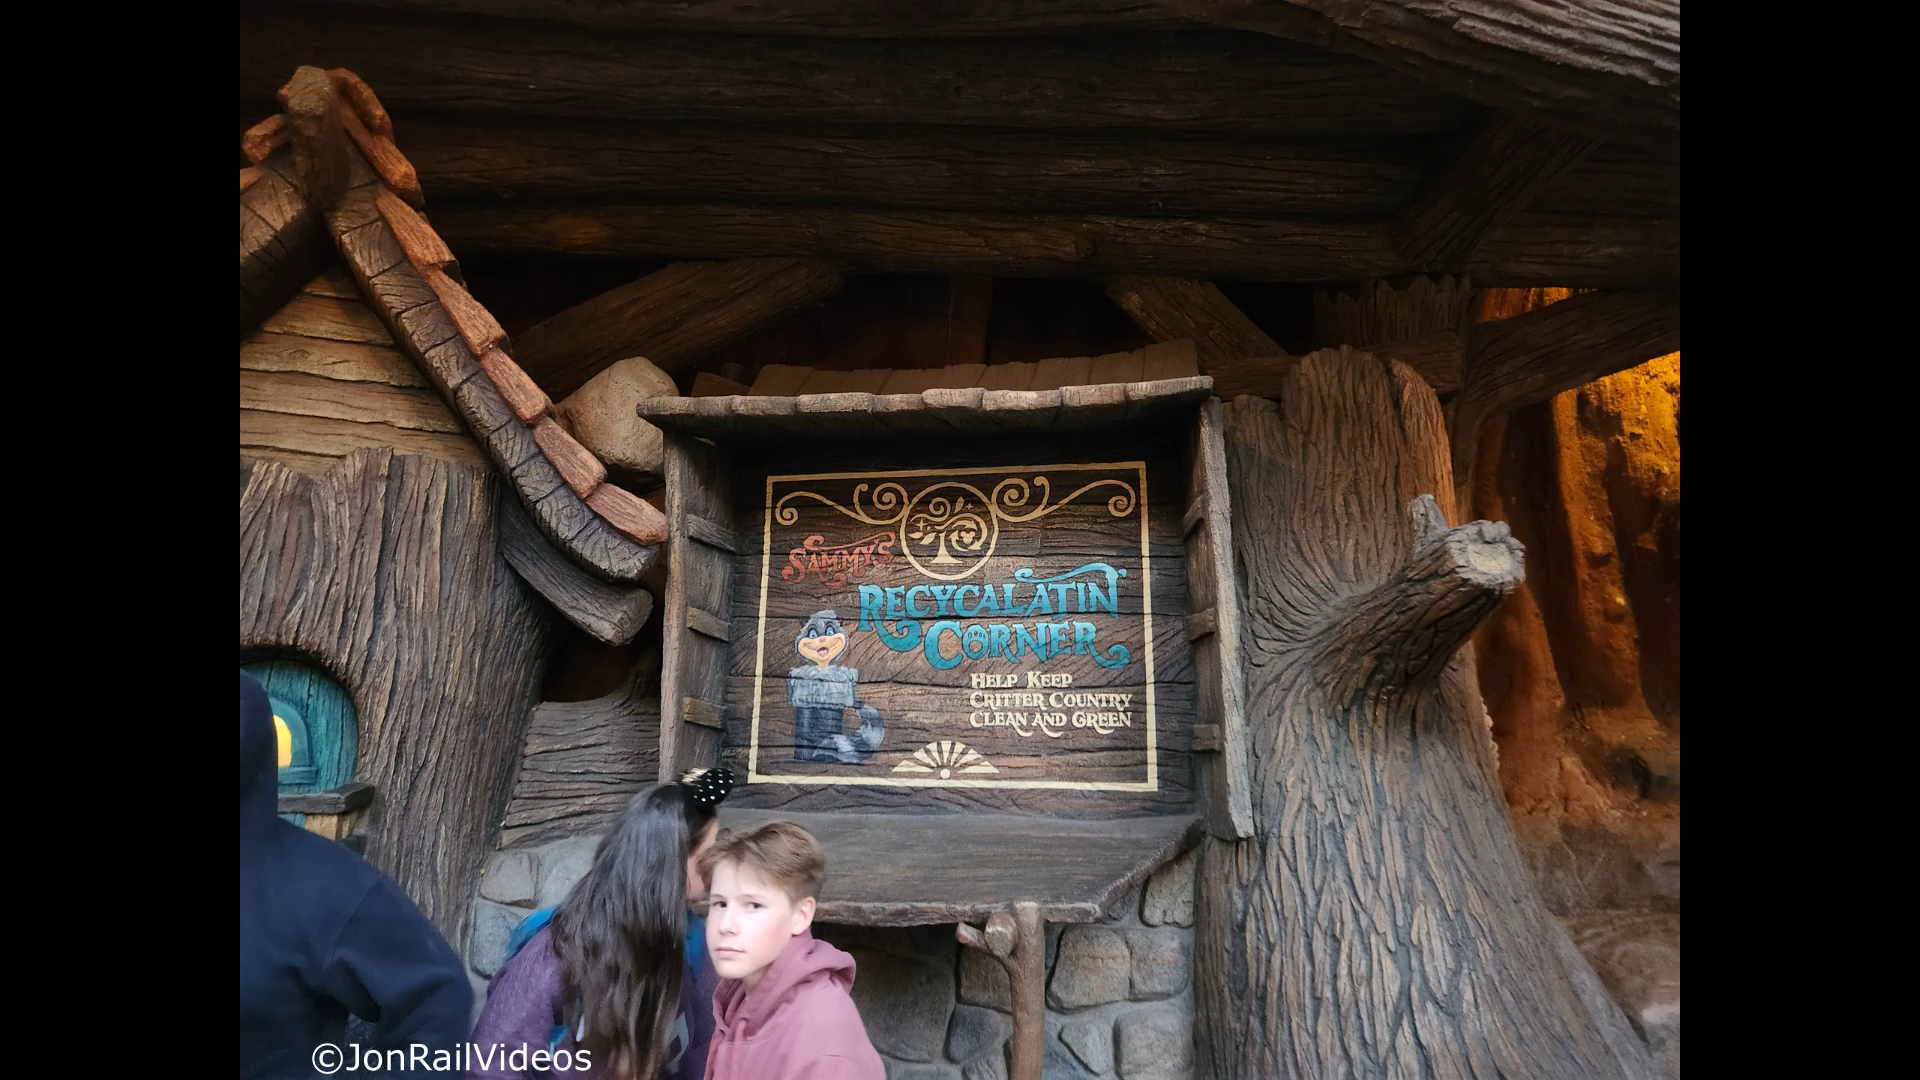 SAMMY'S
RECYCALATIN'
CORNER
HELP KEEP
CRITTER COUNTRY
CLEAN AND GREEN
©JonRailVideos